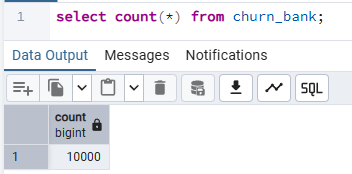 1 select count(*) from churn_bank;
Data Output Messages Notifications
SQL
count
bigint
1 10000